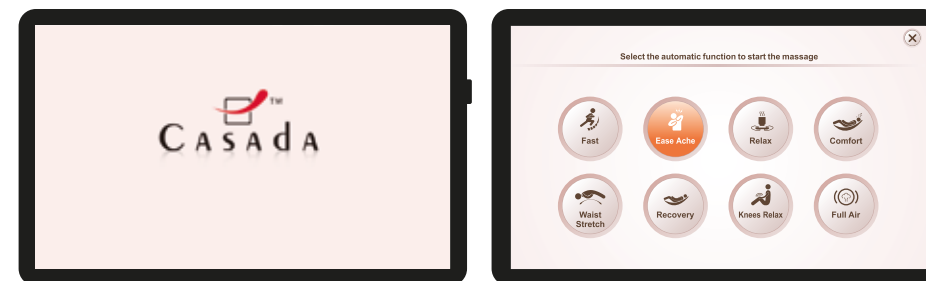 TM
Casada
Select the automatic function to start the massage
Fast
Ease Ache
Relax
Comfort
Waist
Stretch
Recovery
Knees Relax
Full Air